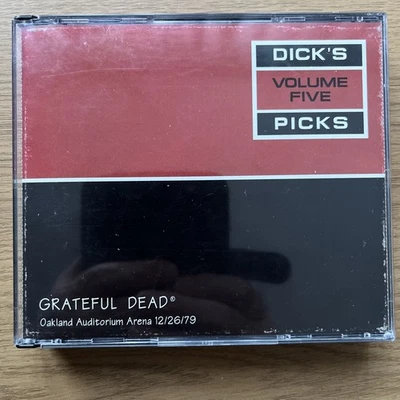 DICK'S
VOLUME
FIVE
PICKS
GRATEFUL DEAD®
Oakland Auditorium Arena 12/26/79